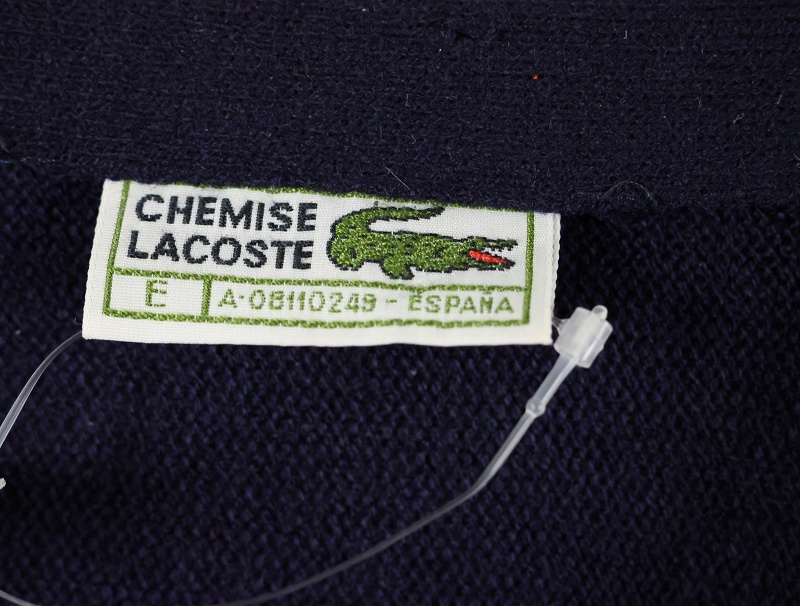 CHEMISE
LACOSTE
E A-08110249 - ESPAÑA